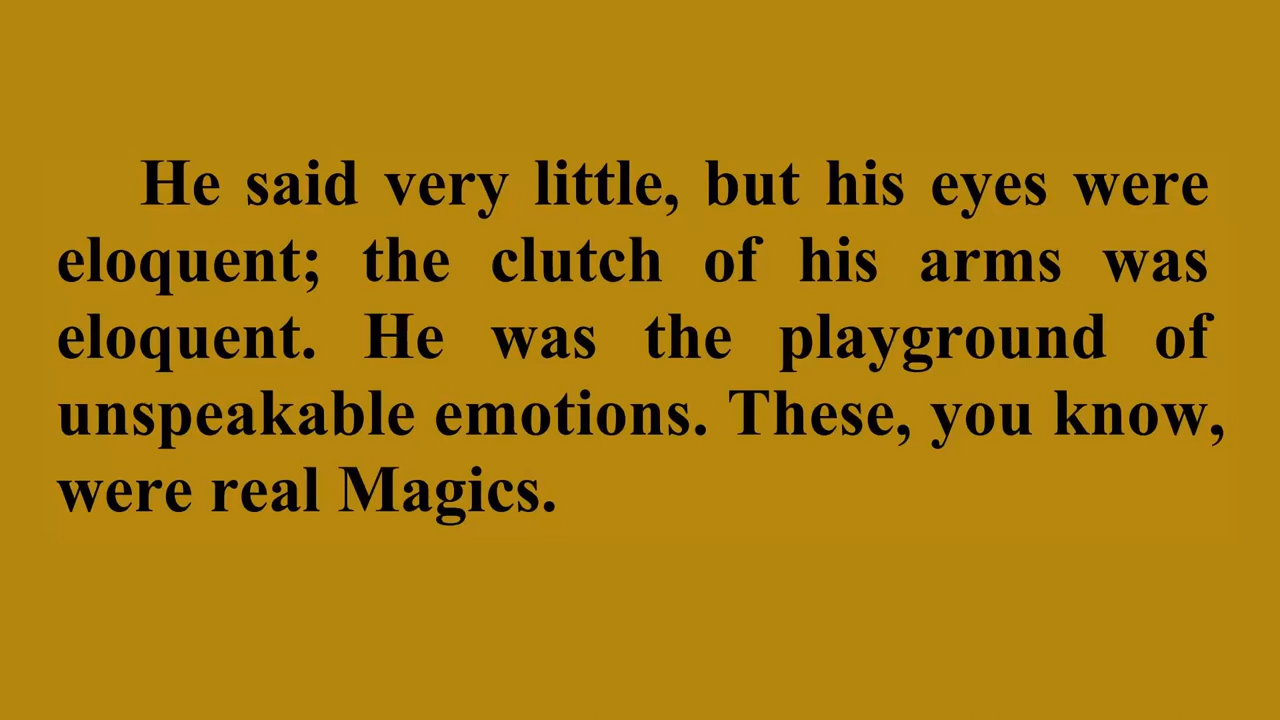 He said very little, but his eyes were
eloquent; the clutch of his arms was
eloquent. He was the playground of
unspeakable emotions. These, you know,
were real Magics.